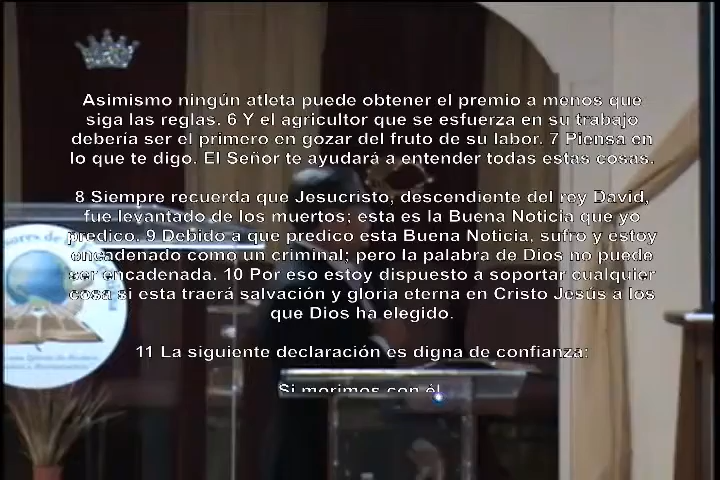 Asimismo ningún atleta puede obtener el premio a menos que
siga las reglas. 6 Y el agricultor que se esfuerza en su trabajo
debería ser el primero en gozar del fruto de su labor. 7 Piensa en
lo que te digo. El Señor te ayudará a entender todas estas cosas.
8 Siempre recuerda que Jesucristo, descendiente del rey David,
fue levantado de los muertos; esta es la Buena Noticia que yo
predico. 9 Debido a que predico esta Buena Noticia, sufro y estoy
encadenado como un criminal; pero la palabra de Dios no puede
ser encadenada. 10 Por eso estoy dispuesto a soportar cualquier
cosa si esta traerá salvación y gloria eterna en Cristo Jesús a los
que Dios ha elegido.
11 La siguiente declaración es digna de confianza:
Si morimos con él